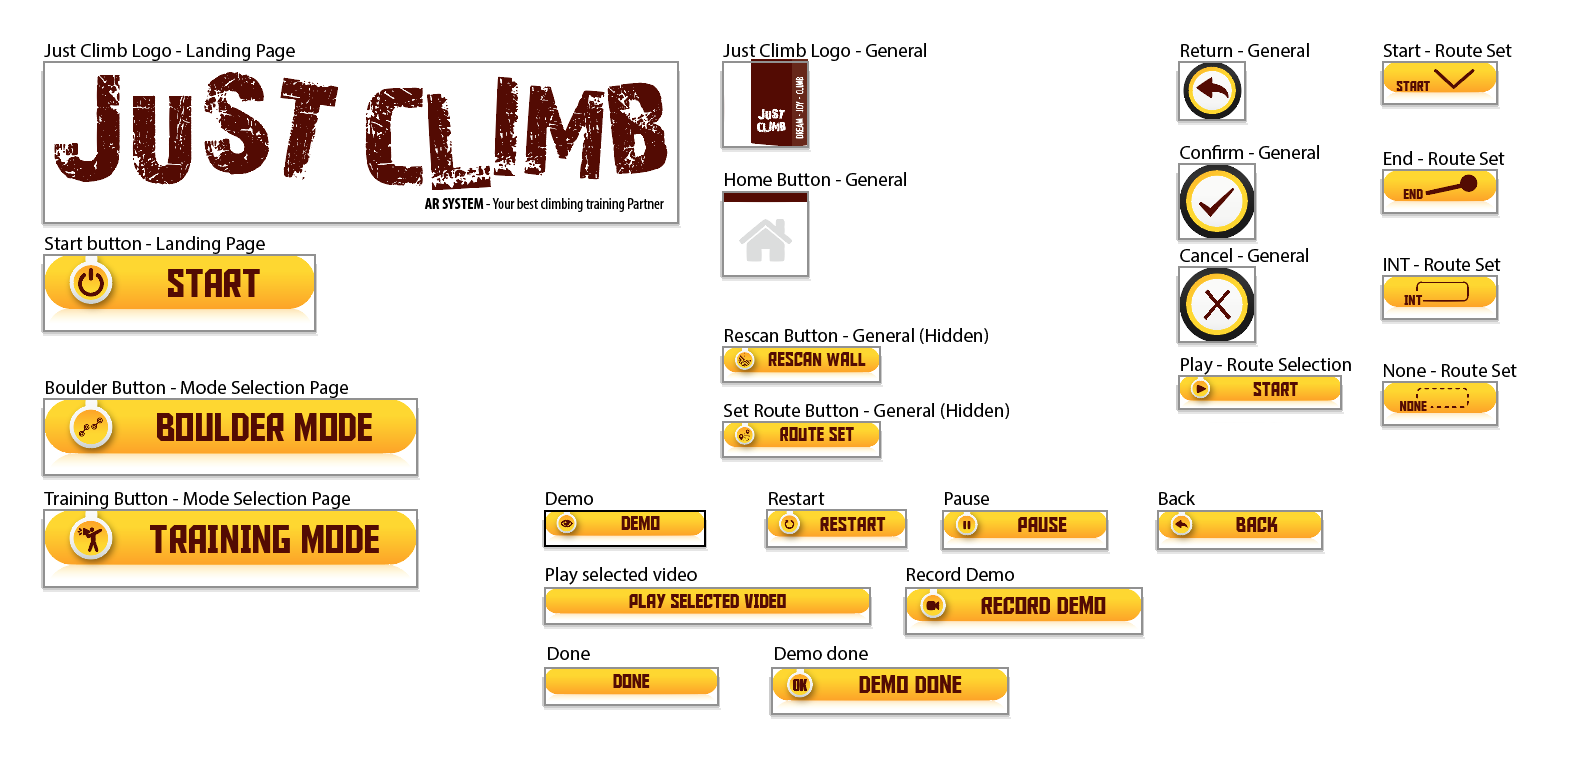 Just Climb Logo - Landing Page
JUST CLIMB
AR SYSTEM - Your best climbing training Partner
Start button - Landing Page
START
Boulder Button - Mode Selection Page
BOULDER MODE
Training Button - Mode Selection Page
TRAINING MODE
Just Climb Logo - General
JUST
CLIMB
DREAM - JOY - CLIMB
Home Button - General
Rescan Button - General (Hidden)
RESCAN WALL
Set Route Button - General (Hidden)
ROUTE SET
Return - General
Confirm - General
Cancel - General
Play - Route Selection
START
Start - Route Set
START
End - Route Set
END
INT - Route Set
INT
None - Route Set
NONE
Demo
DEMO
Restart
RESTART
Pause
PAUSE
Back
BACK
Play selected video
PLAY SELECTED VIDEO
Record Demo
RECORD DEMO
Done
DONE
Demo done
OK
DEMO DONE